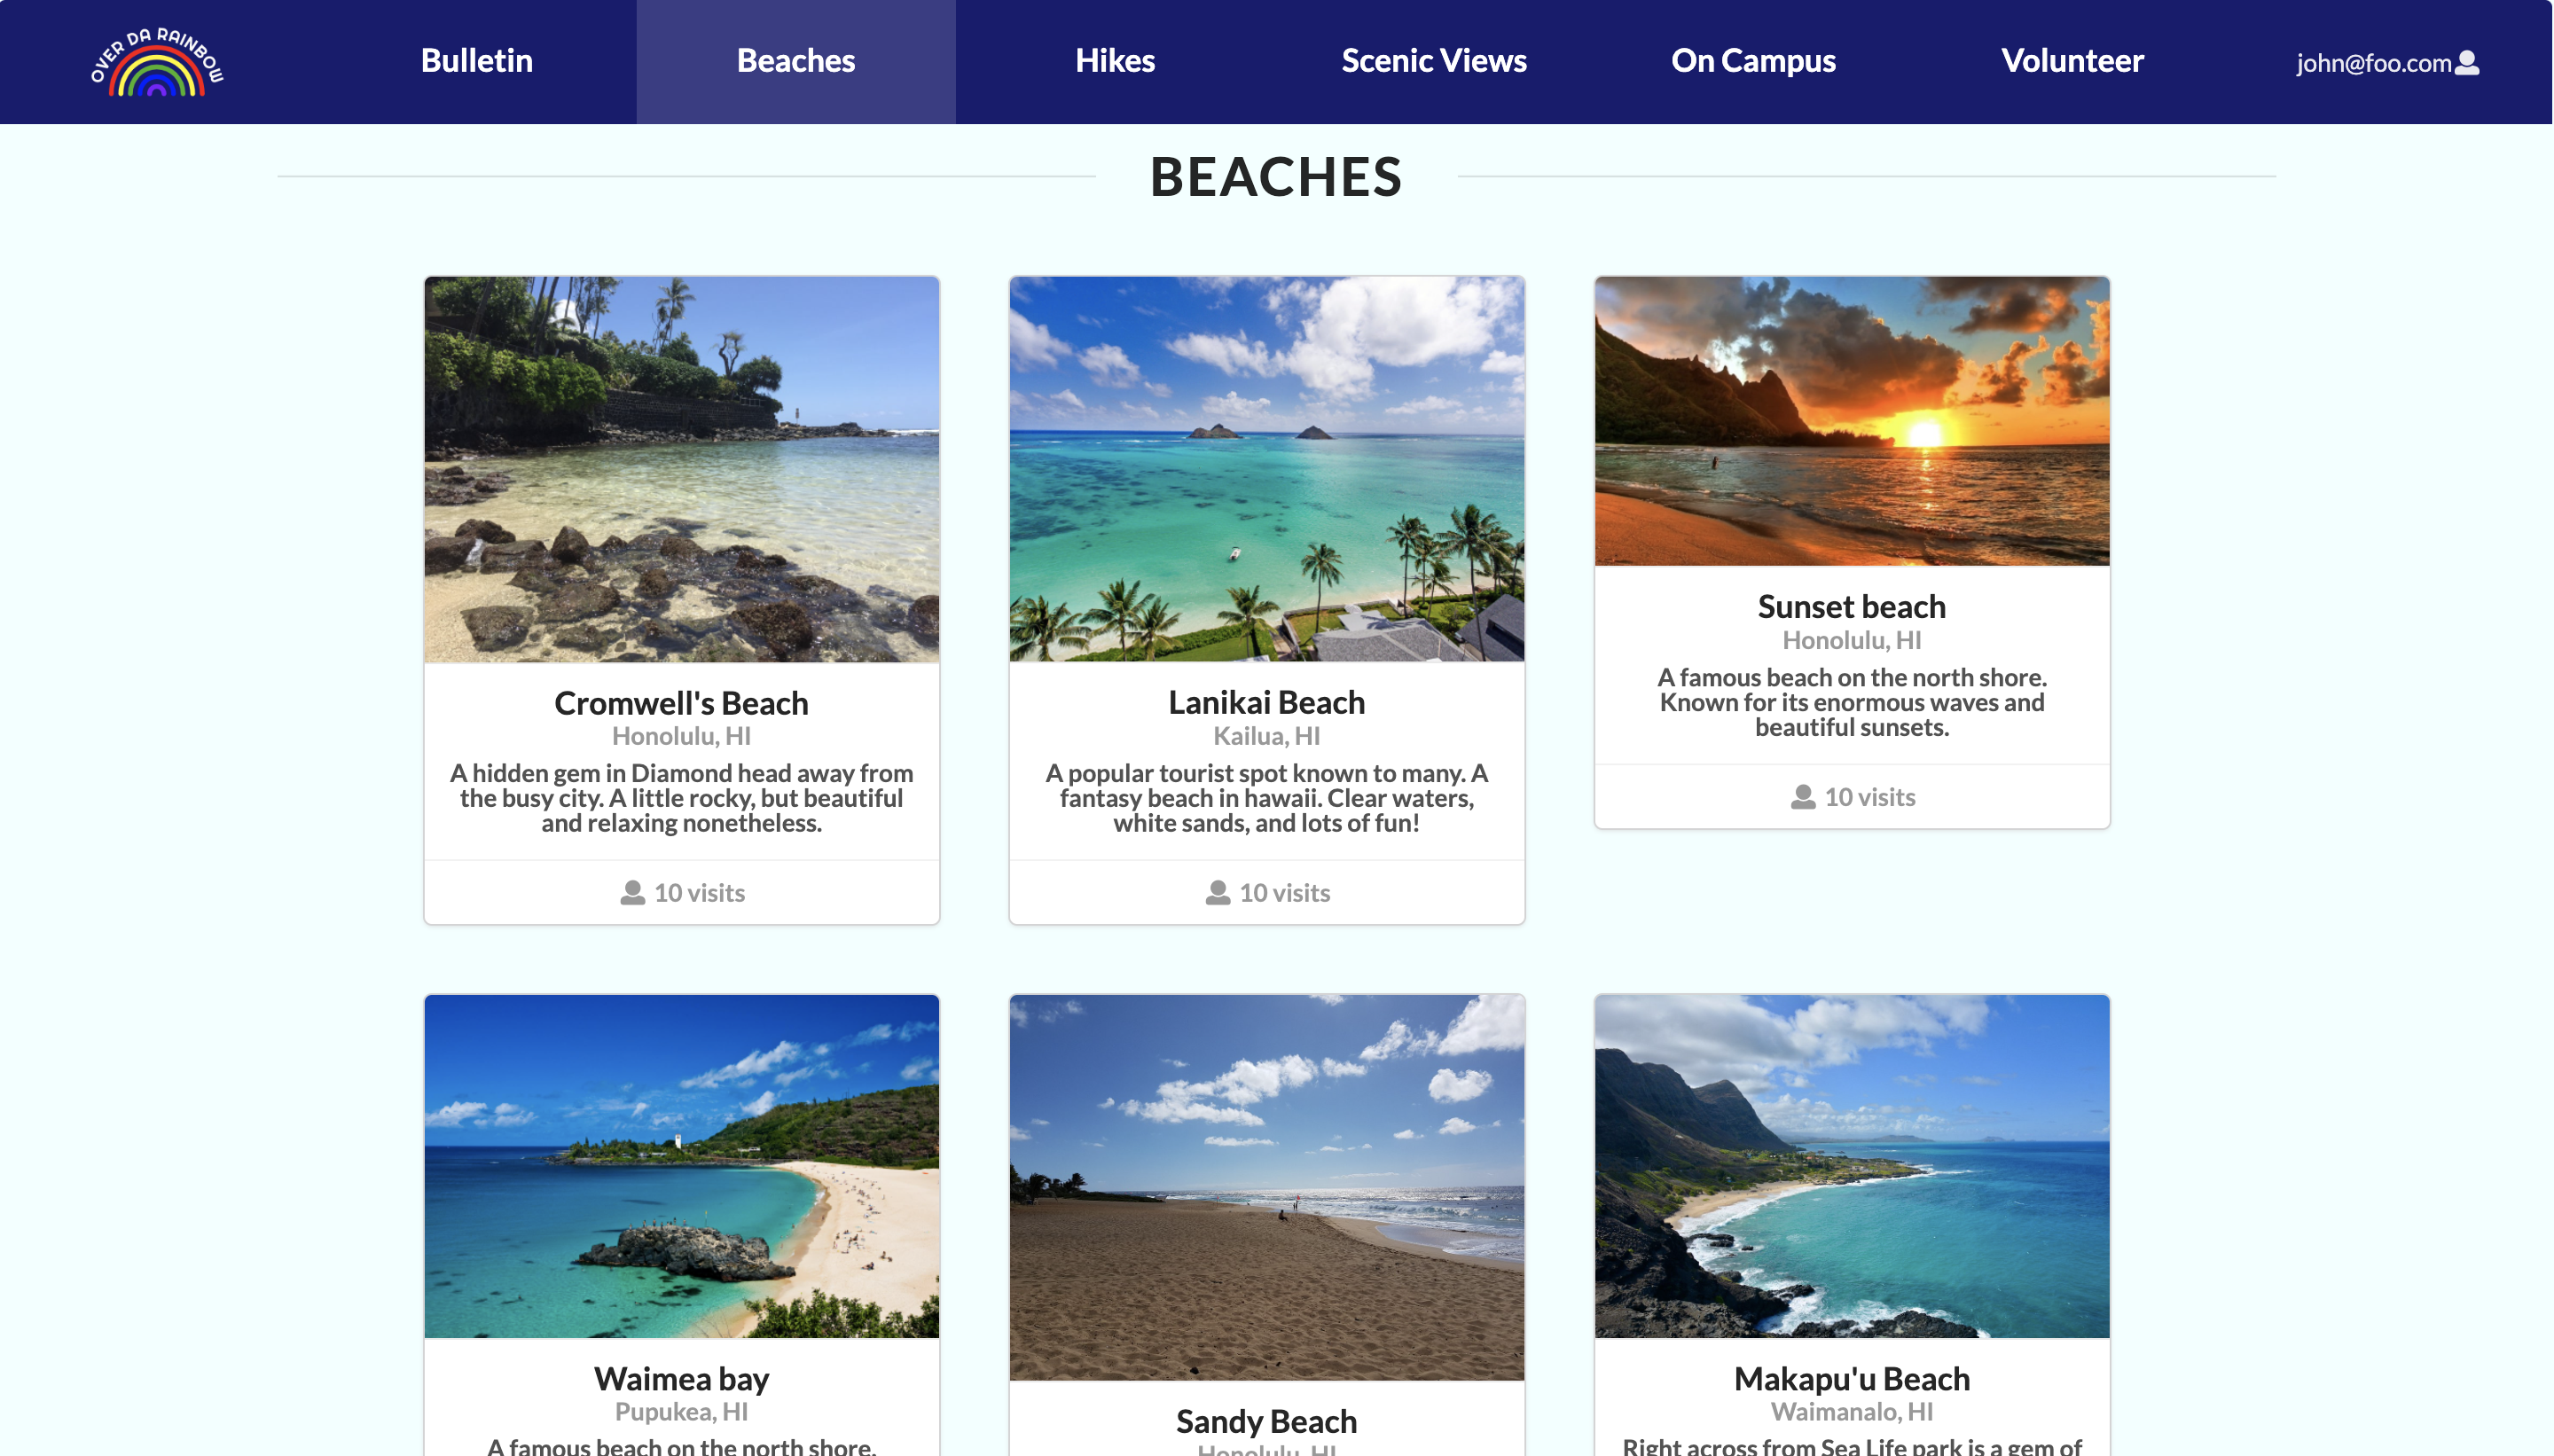 OVER DA RAINBOW
Bulletin
Beaches
Hikes
Scenic Views
On Campus
Volunteer
john@foo.com
BEACHES
Cromwell's Beach
Honolulu, HI
A hidden gem in Diamond head away from
the busy city. A little rocky, but beautiful
and relaxing nonetheless.
10 visits
Lanikai Beach
Kailua, HI
A popular tourist spot known to many. A
fantasy beach in hawaii. Clear waters,
white sands, and lots of fun!
10 visits
Sunset beach
Honolulu, HI
A famous beach on the north shore.
Known for its enormous waves and
beautiful sunsets.
10 visits
Waimea bay
Pupukea, HI
A famous beach on the north shore.
Sandy Beach
Honolulu, HI
Makapu'u Beach
Waimanalo, HI
Right across from Sea Life park is a gem of